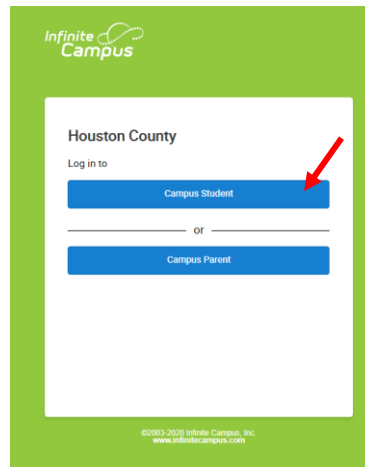 Infinite
Campus
Houston County
Log in to
Campus Student
or
Campus Parent
©2003-2020 Infinite Campus, Inc.
www.infinitecampus.com